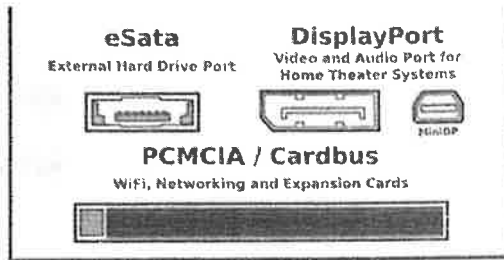 eSata
External Hard Drive Port
DisplayPort
Video and Audio Port for
Home Theater Systems
MiniDP
PCMCIA / Cardbus
WiFi, Networking and Expansion Cards